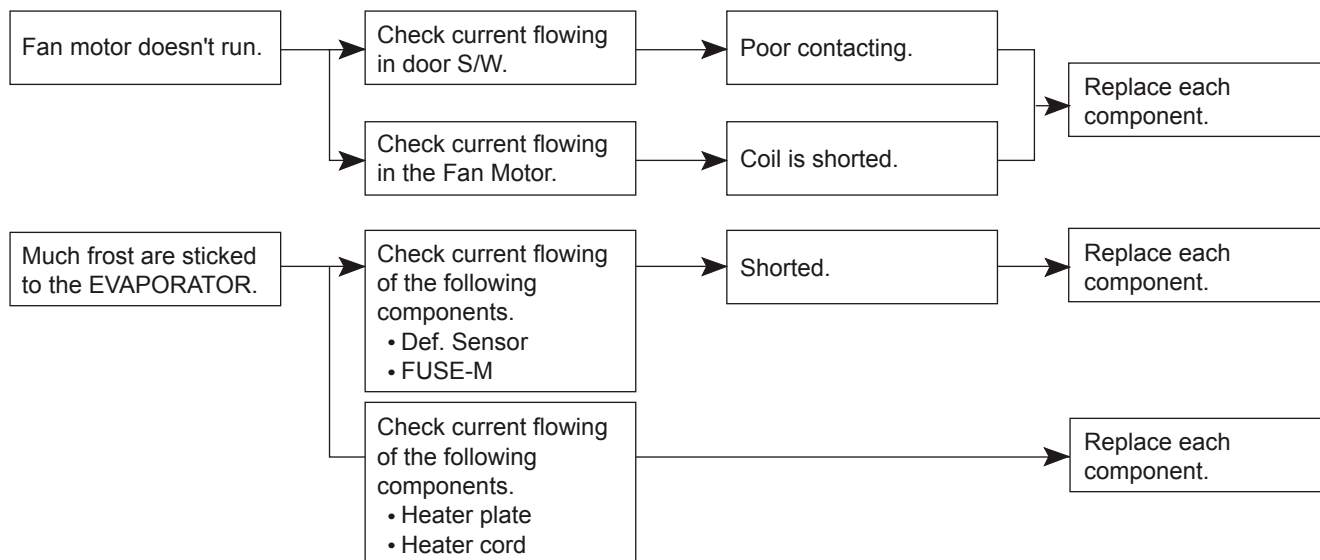 Fan motor doesn't run.
Check current flowing
in door S/W.
Poor contacting.
Replace each
component.
Check current flowing
in the Fan Motor.
Coil is shorted.
Much frost are sticked
to the EVAPORATOR.
Check current flowing
of the following
components.
• Def. Sensor
• FUSE-M
Shorted.
Replace each
component.
Check current flowing
of the following
components.
• Heater plate
• Heater cord
Replace each
component.